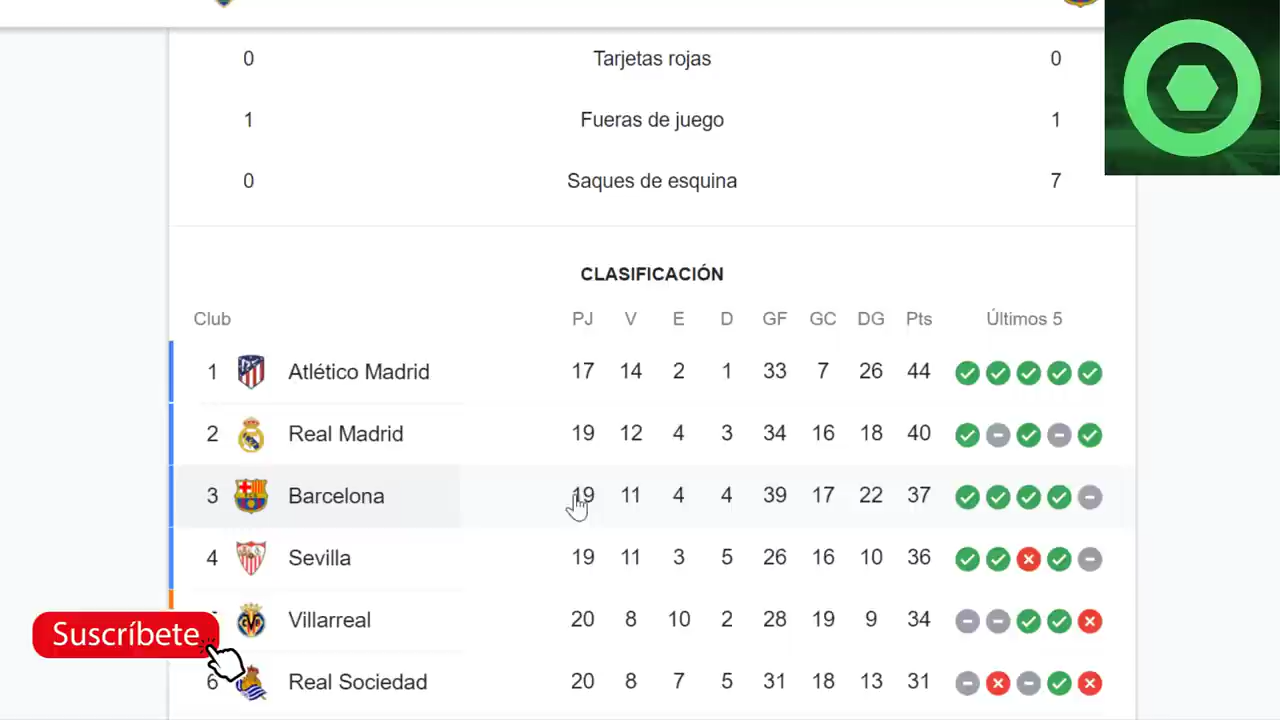 0 Tarjetas rojas 0
1 Fueras de juego 1
0 Saques de esquina 7
CLASIFICACIÓN
Club PJ V E D GF GC DG Pts Últimos 5
1 Atlético Madrid 17 14 2 1 33 7 26 44
2 Real Madrid 19 12 4 3 34 16 18 40
3 Barcelona 19 11 4 4 39 17 22 37
4 Sevilla 19 11 3 5 26 16 10 36
Villarreal 20 8 10 2 28 19 9 34
Suscríbete
6 Real Sociedad 20 8 7 5 31 18 13 31